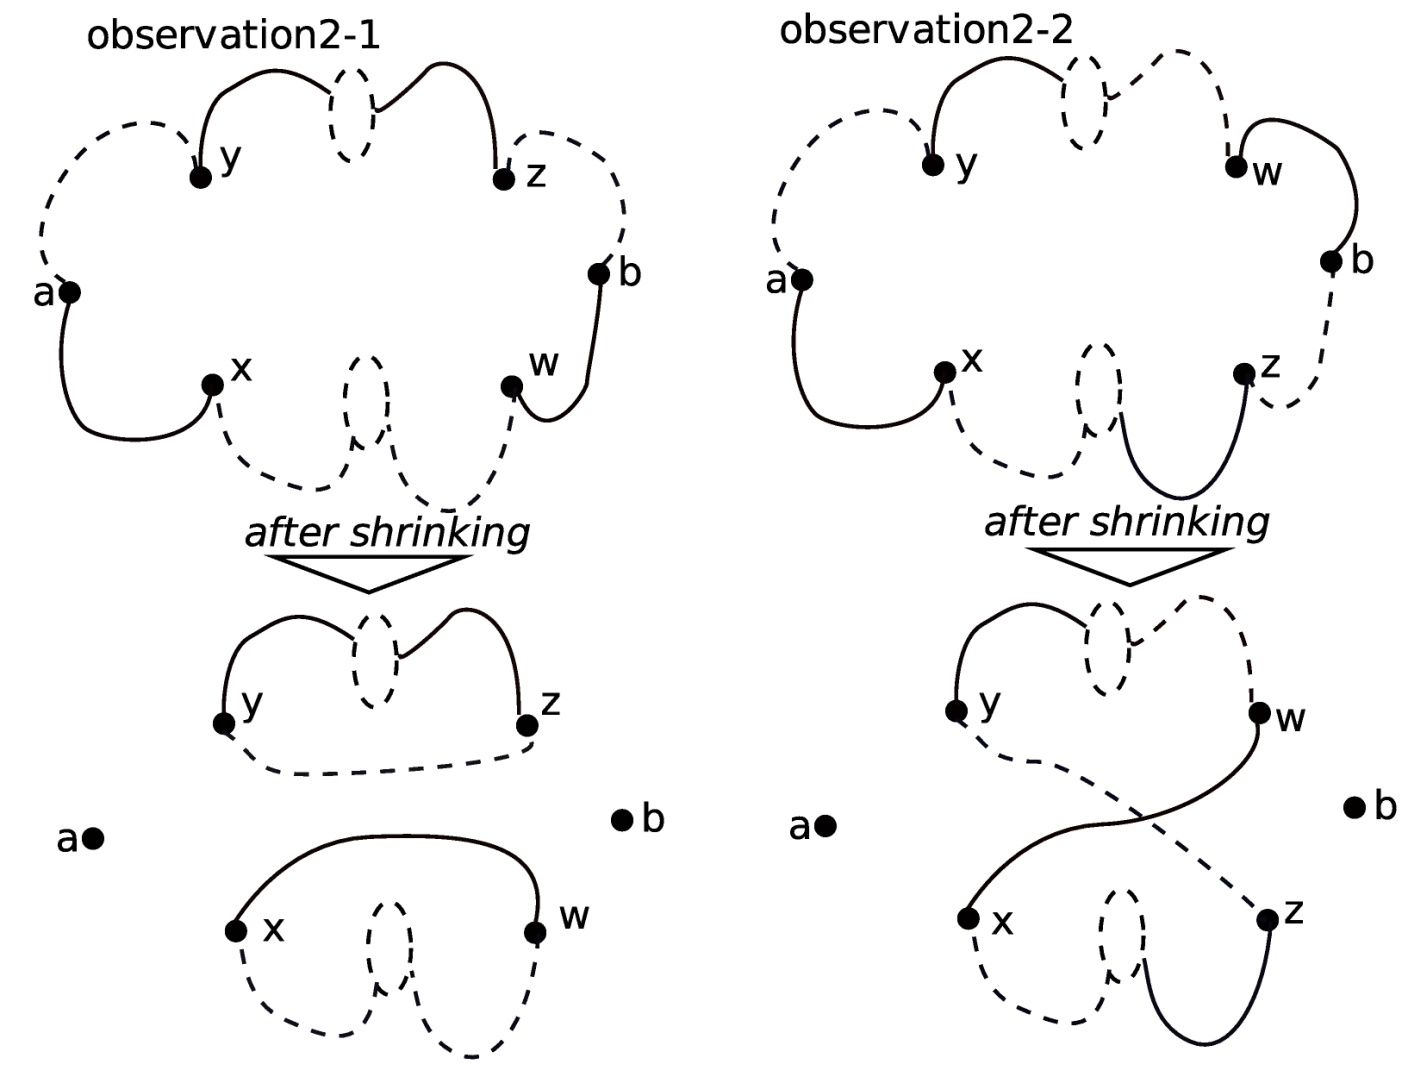 observation2-1
observation2-2
y
z
a
b
x
w
y
w
a
b
x
z
after shrinking
after shrinking
y
z
a
b
x
w
y
w
a
b
x
z